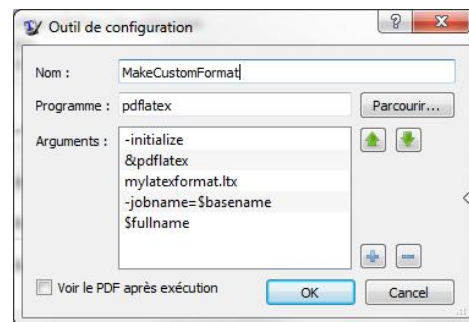 Outil de configuration
Nom : MakeCustomFormat
Programme : pdflatex Parcourir...
Arguments : -initialize
&pdflatex
mylatexformat.ltx
-jobname=$basename
$fullname
Voir le PDF après exécution OK Cancel